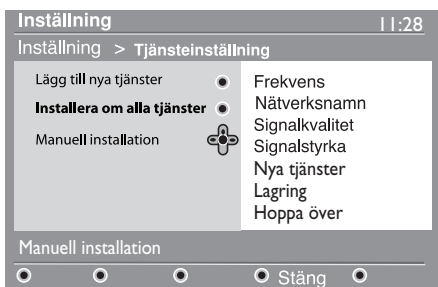 Inställning 11:28
Inställning > Tjänsteinställning
Lägg till nya tjänster
Installera om alla tjänster
Manuell installation
Frekvens
Nätverksnamn
Signalkvalitet
Signalstyrka
Nya tjänster
Lagring
Hoppa över
Manuell installation
Stäng